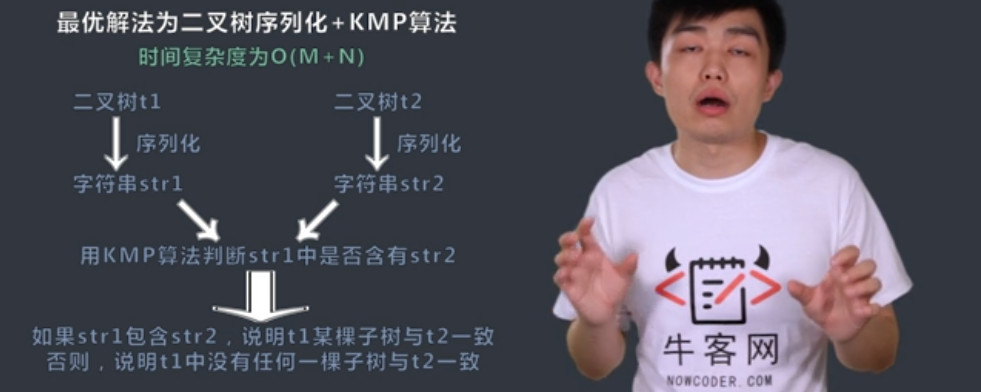 最优解法为二叉树序列化+KMP算法
时间复杂度为O(M+N)
二叉树t1 二叉树t2
序列化 序列化
字符串str1 字符串str2
用KMP算法判断str1中是否含有str2
如果str1包含str2，说明t1某棵子树与t2一致
否则，说明t1中没有任何一棵子树与t2一致
牛客网
NOWCODER.COM